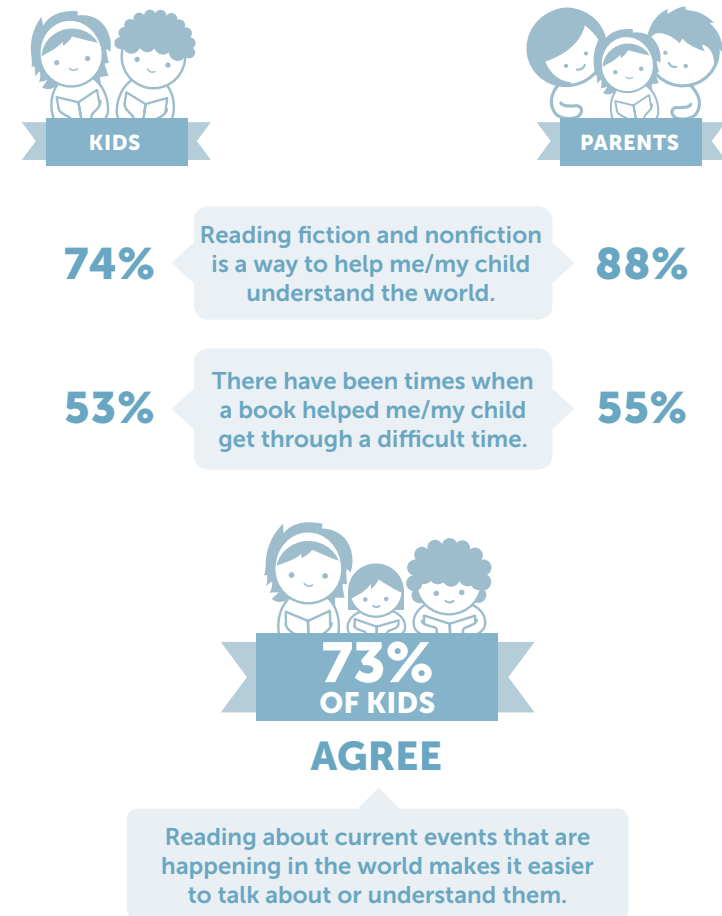 KIDS
PARENTS
74%
Reading fiction and nonfiction
is a way to help me/my child
understand the world.
88%
53%
There have been times when
a book helped me/my child
get through a difficult time.
55%
73%
OF KIDS
AGREE
Reading about current events that are
happening in the world makes it easier
to talk about or understand them.